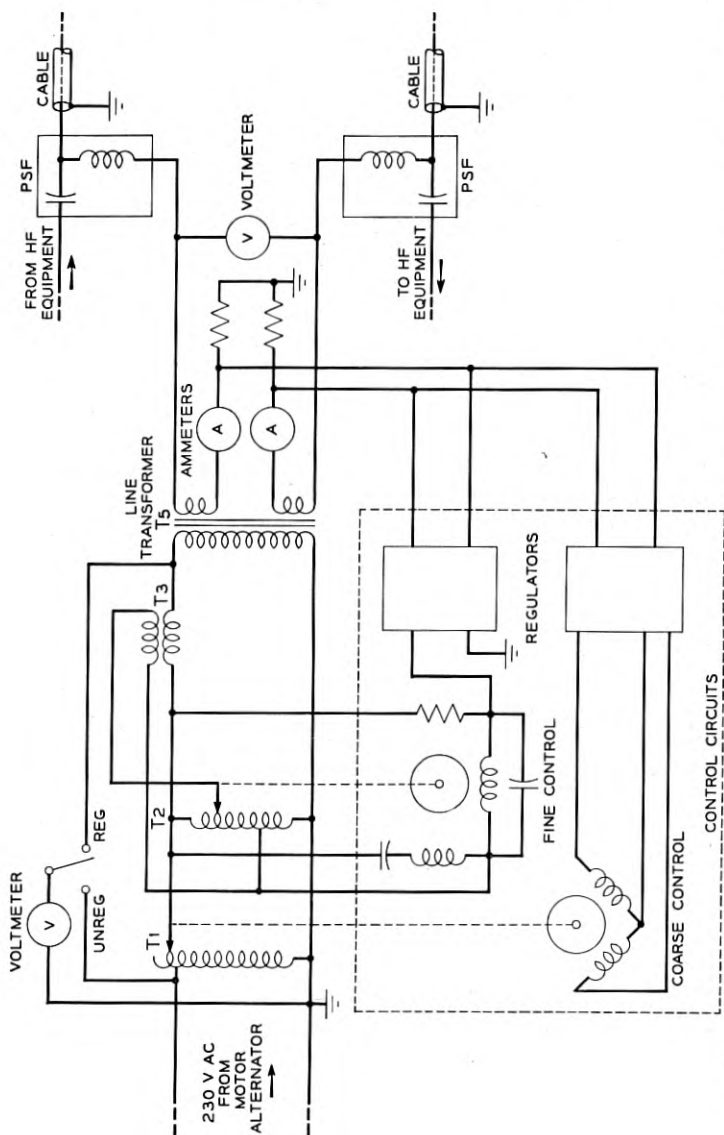 VOLTMETER
V
UNREG
REG
230 V AC
FROM
MOTOR
ALTERNATOR
T1
T2
T3
LINE
TRANSFORMER
T5
AMMETERS
A
A
FROM HF
EQUIPMENT
PSF
CABLE
V
VOLTMETER
TO HF
EQUIPMENT
PSF
CABLE
FINE CONTROL
REGULATORS
COARSE CONTROL
CONTROL CIRCUITS